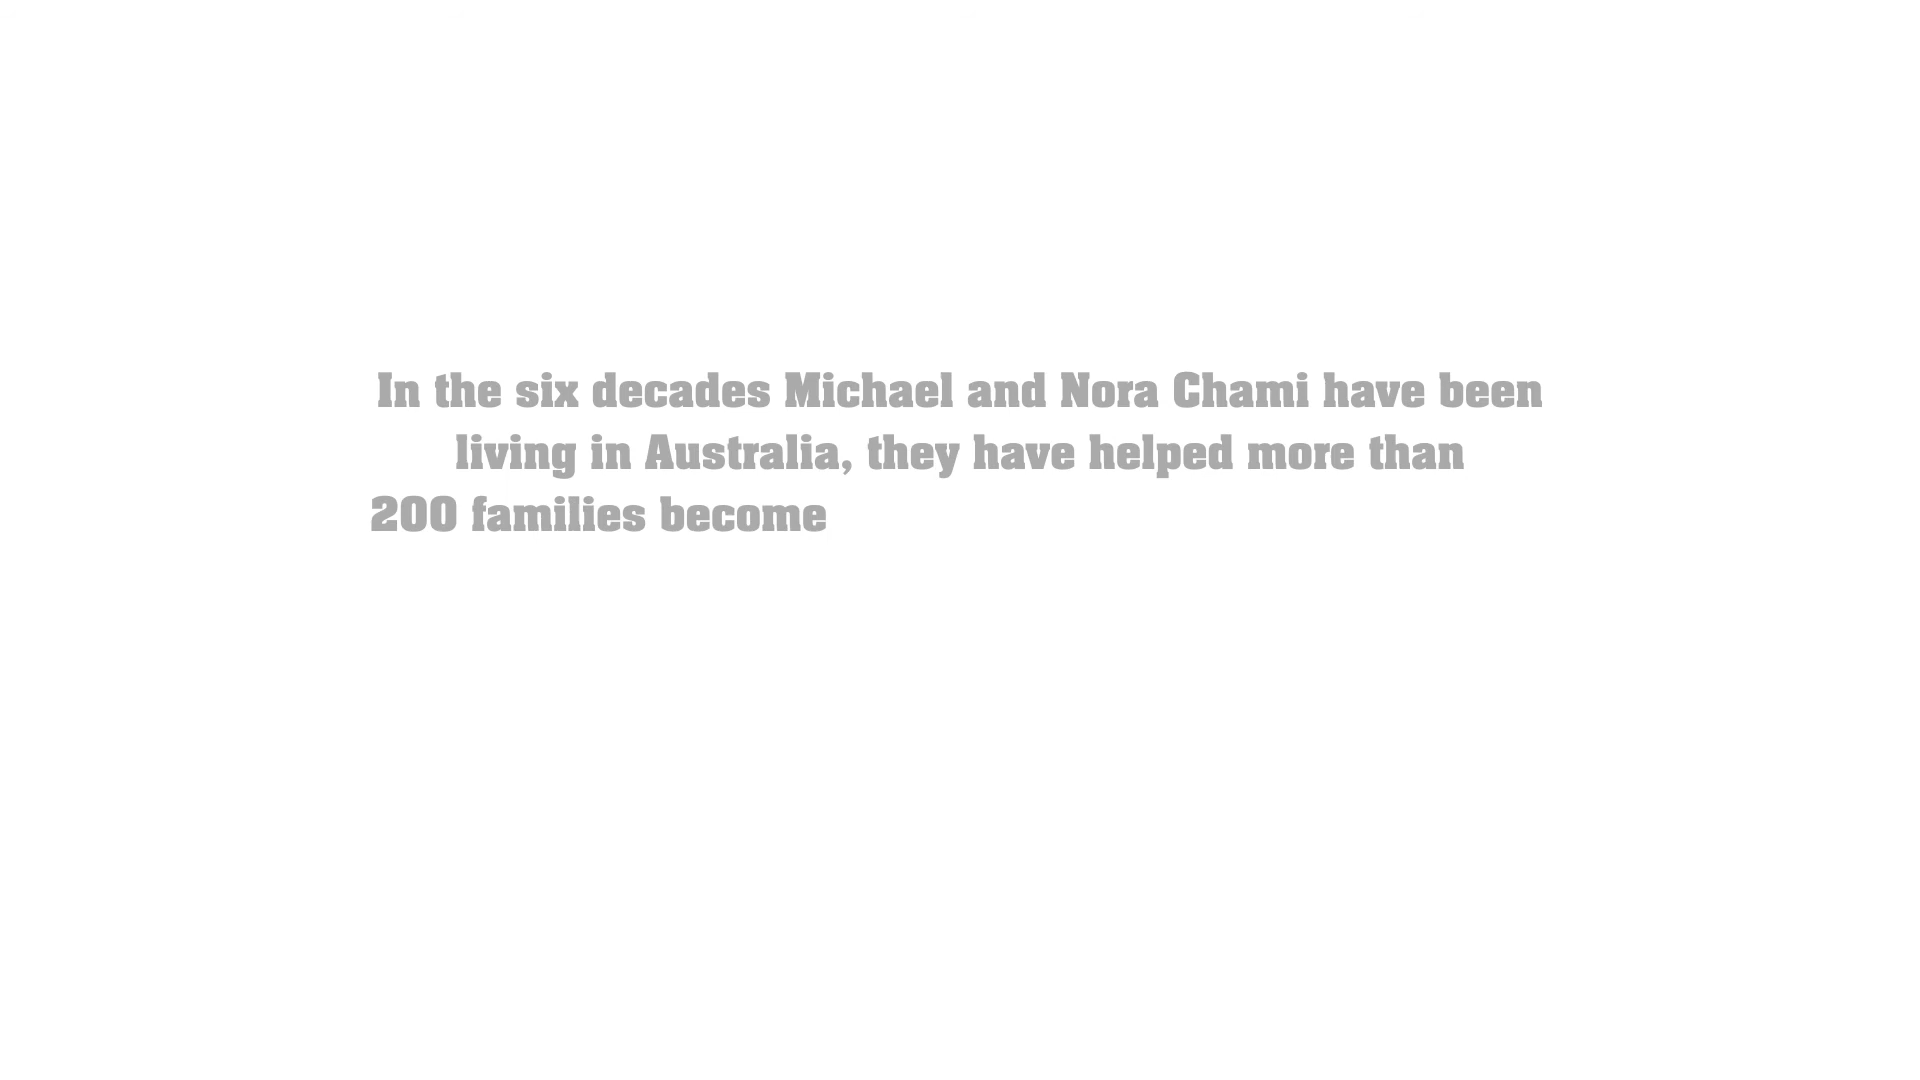 In the six decades Michael and Nora Chami have been
living in Australia, they have helped more than
200 families become